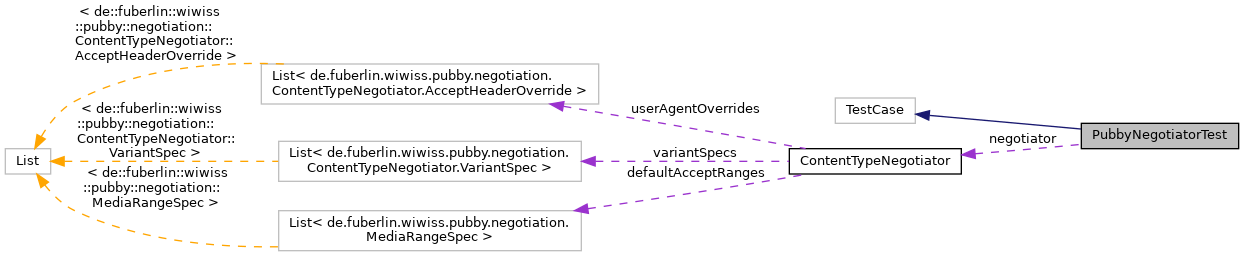 < de::fuberlin::wiwiss
::pubby::negotiation::
ContentTypeNegotiator::
AcceptHeaderOverride >
List< de.fuberlin.wiwiss.pubby.negotiation.
ContentTypeNegotiator.AcceptHeaderOverride >
userAgentOverrides
TestCase
PubbyNegotiatorTest
negotiator
< de::fuberlin::wiwiss
::pubby::negotiation::
ContentTypeNegotiator::
VariantSpec >
List
List< de.fuberlin.wiwiss.pubby.negotiation.
ContentTypeNegotiator.VariantSpec >
variantSpecs
ContentTypeNegotiator
defaultAcceptRanges
< de::fuberlin::wiwiss
::pubby::negotiation::
MediaRangeSpec >
List< de.fuberlin.wiwiss.pubby.negotiation.
MediaRangeSpec >